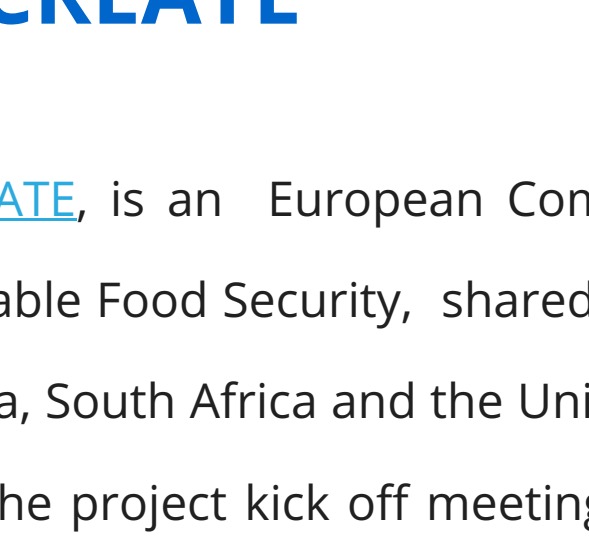 CREATE
ATE, is an European Con
able Food Security, shared
a, South Africa and the Uni
he project kick off meeting